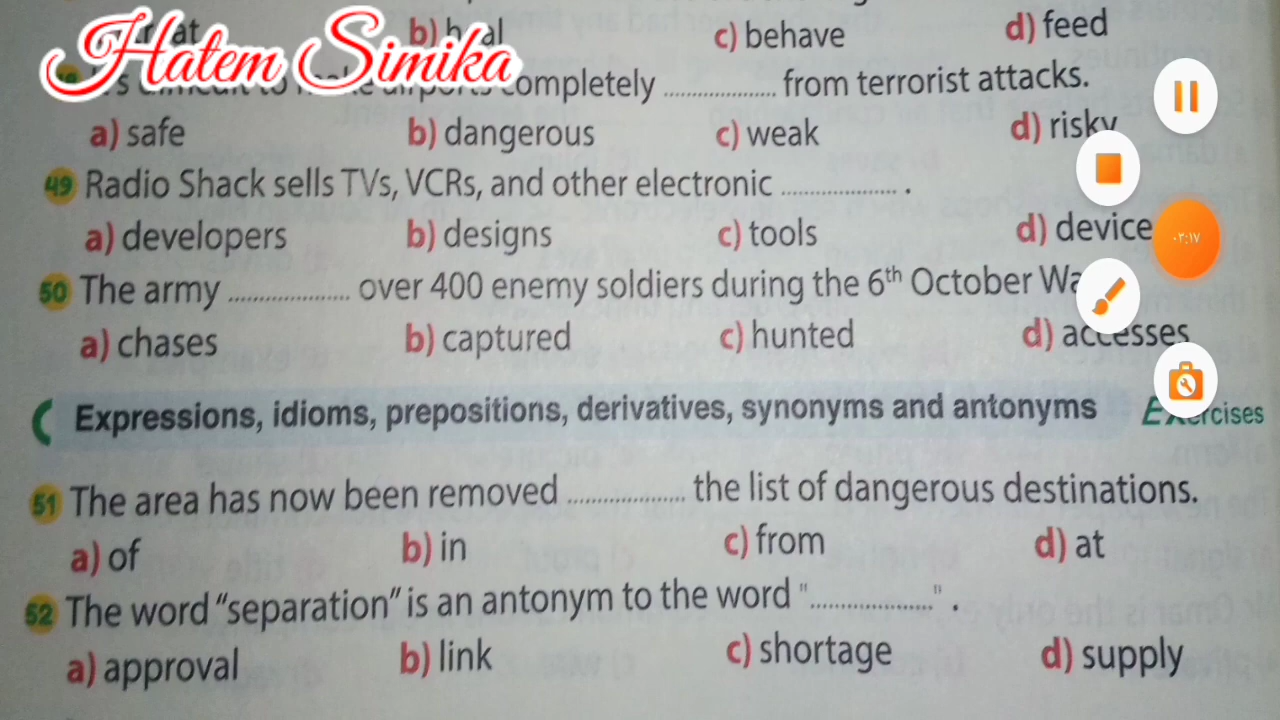 Hatem Simika
b) c) behave d) feed
completely .................. from terrorist attacks.
a) safe b) dangerous c) weak d) risky
49 Radio Shack sells TVs, VCRs, and other electronic .................. .
a) developers b) designs c) tools d) device
50 The army .................. over 400 enemy soldiers during the 6th October
a) chases b) captured c) hunted d) accesses
Expressions, idioms, prepositions, derivatives, synonyms and antonyms Exercises
51 The area has now been removed .................. the list of dangerous destinations.
a) of b) in c) from d) at
52 The word “separation” is an antonym to the word ".................." .
a) approval b) link c) shortage d) supply
٠٢:١٧